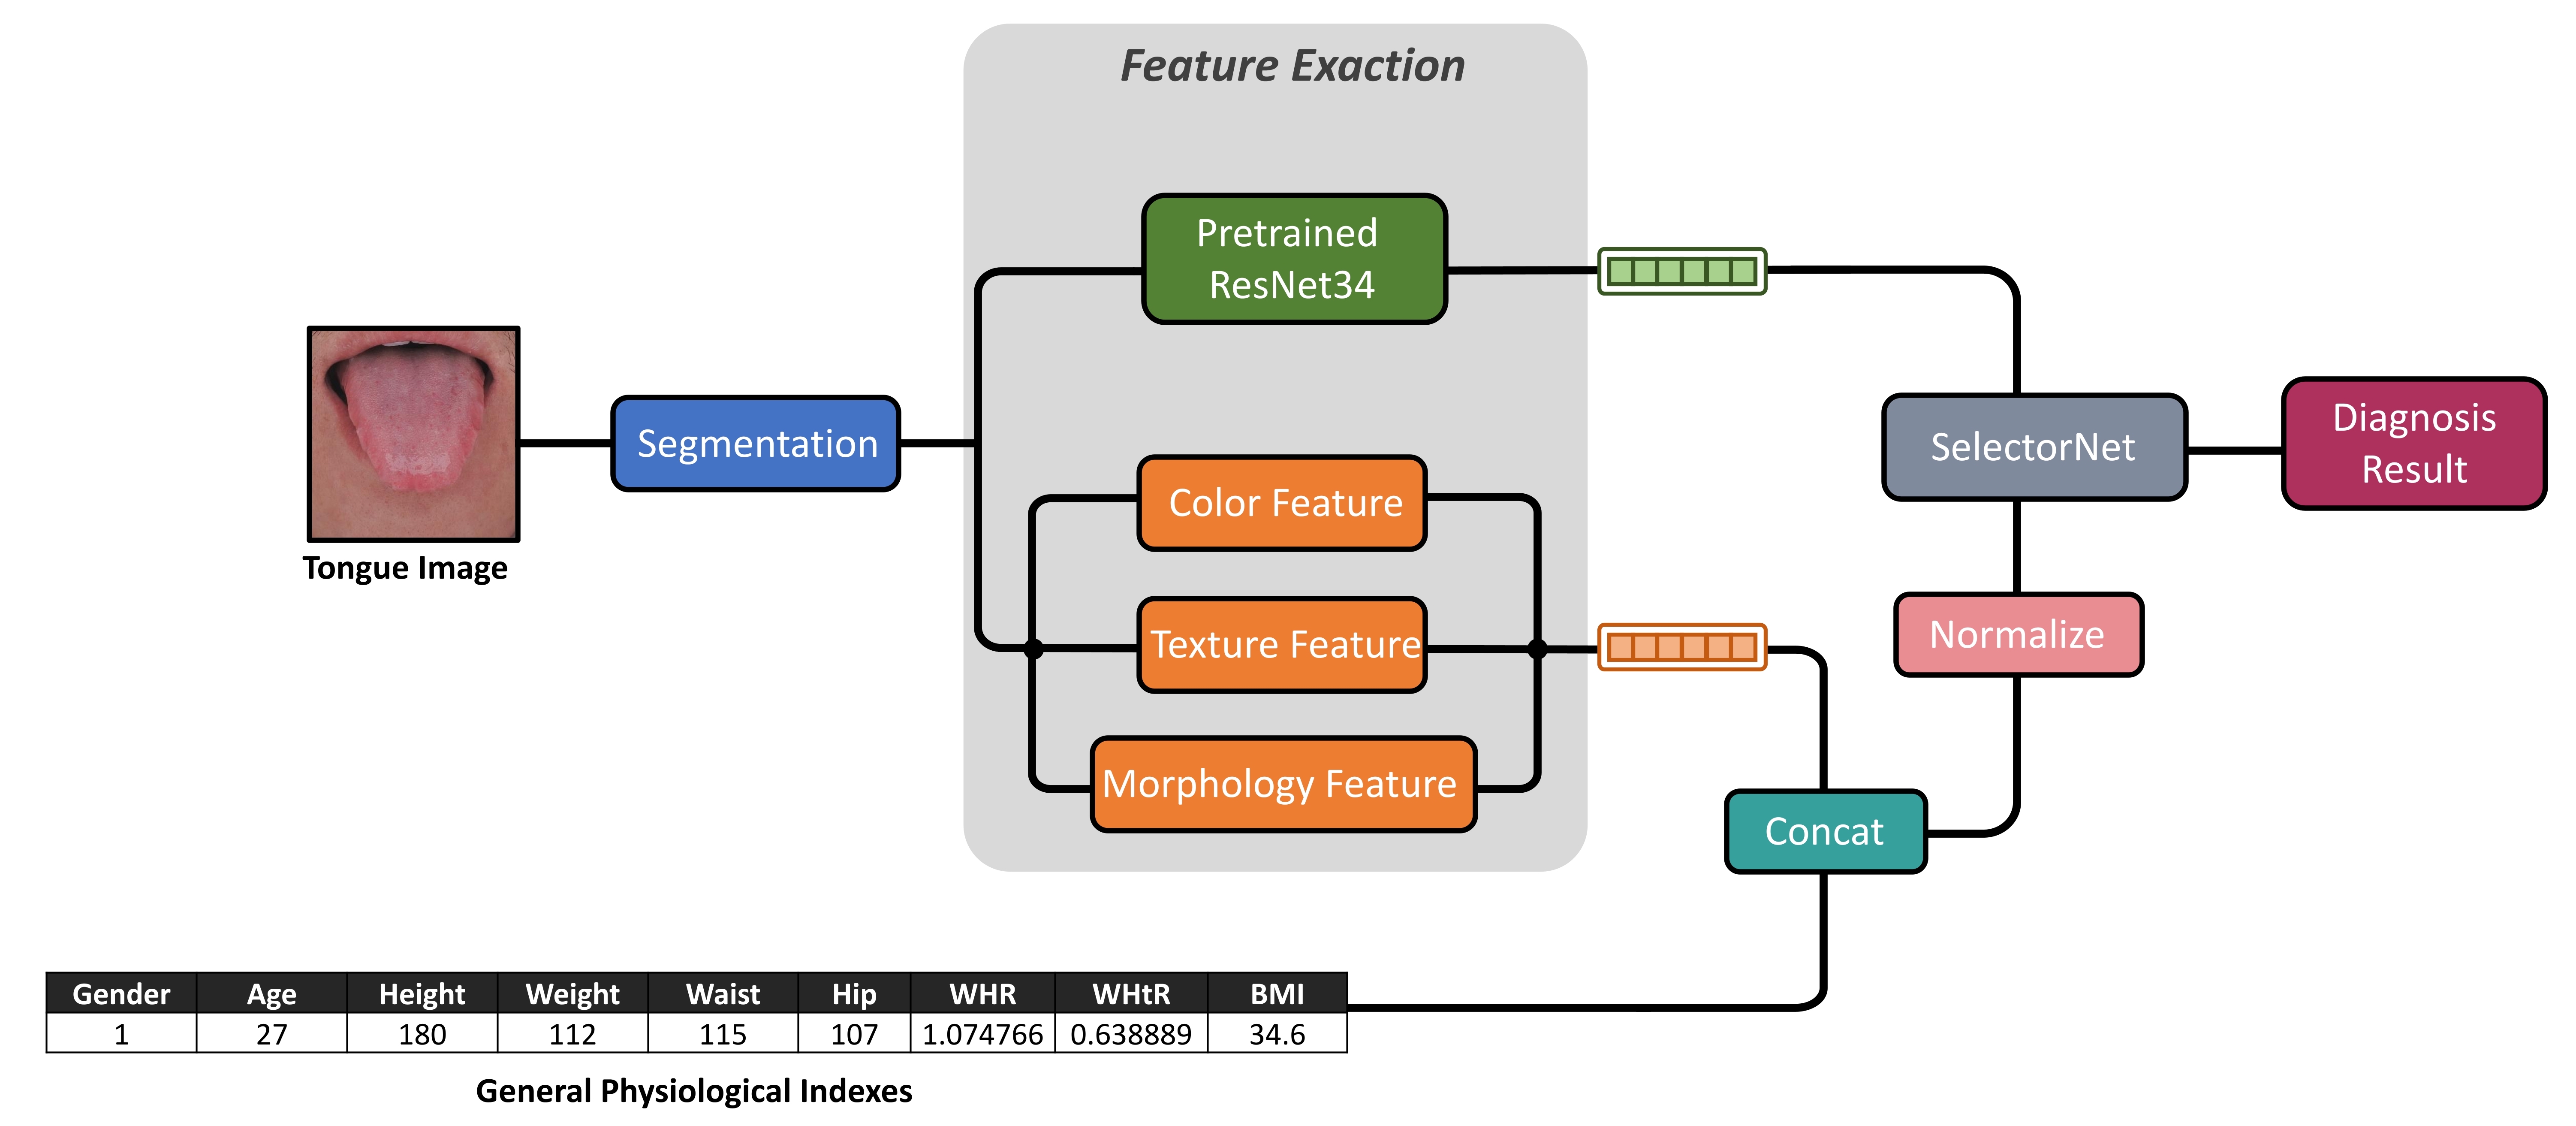 Feature Exaction
Pretrained
ResNet34
Tongue Image
Segmentation
Color Feature
Texture Feature
Morphology Feature
SelectorNet
Diagnosis
Result
Normalize
Concat
Gender Age Height Weight Waist Hip WHR WHtR BMI
1 27 180 112 115 107 1.074766 0.638889 34.6
General Physiological Indexes